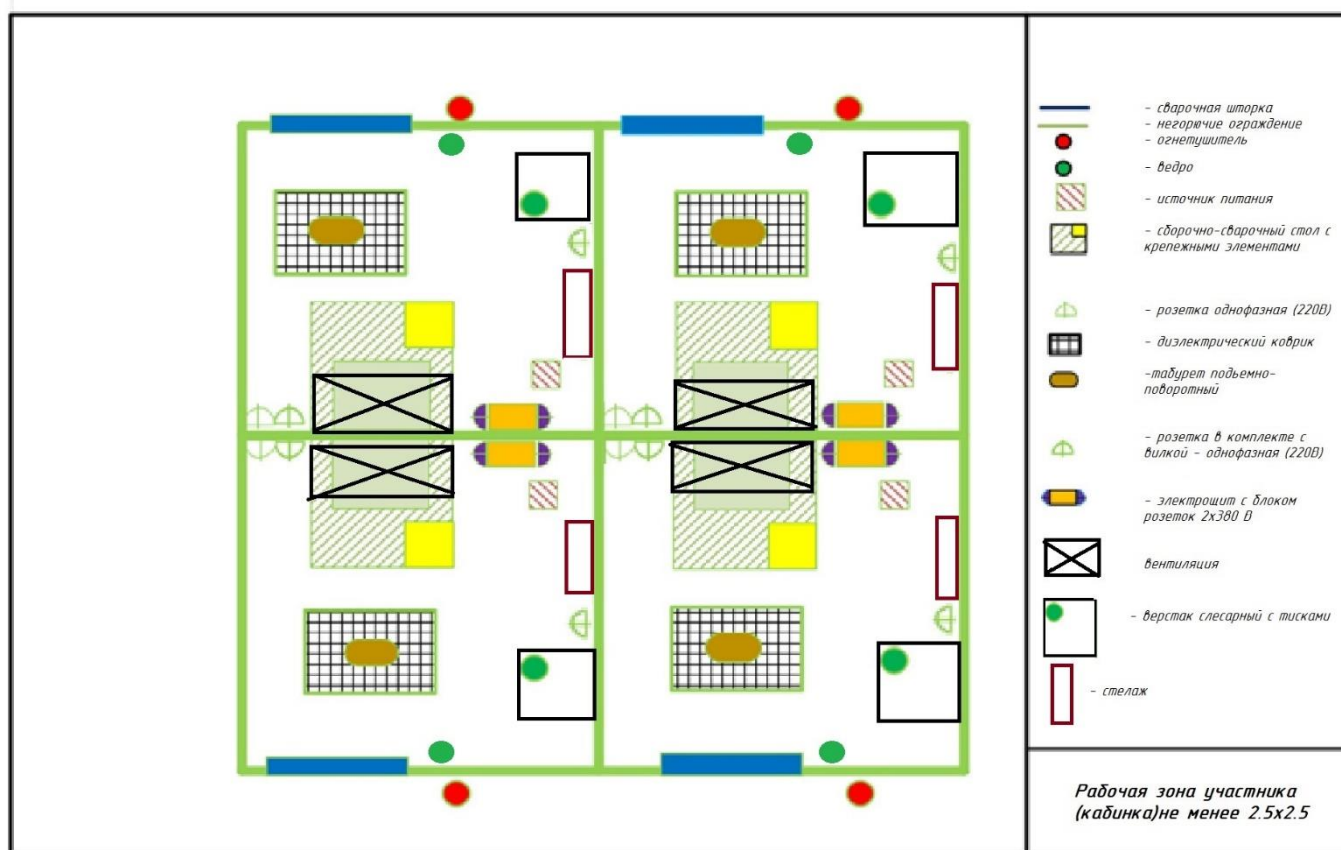 - сварочная шторка
- негорючие ограждение
- огнетушитель
- ведро
- источник питания
- сборочно-сварочный стол с
крепежными элементами
- розетка однофазная (220В)
- диэлектрический коврик
-табурет подьемно-
поворотный
- розетка в комплекте с
вилкой - однофазная (220В)
- электрощит с блоком
розеток 2х380 В
вентиляция
- верстак слесарный с тисками
- стелаж
Рабочая зона участника
(кабинка)не менее 2.5х2.5